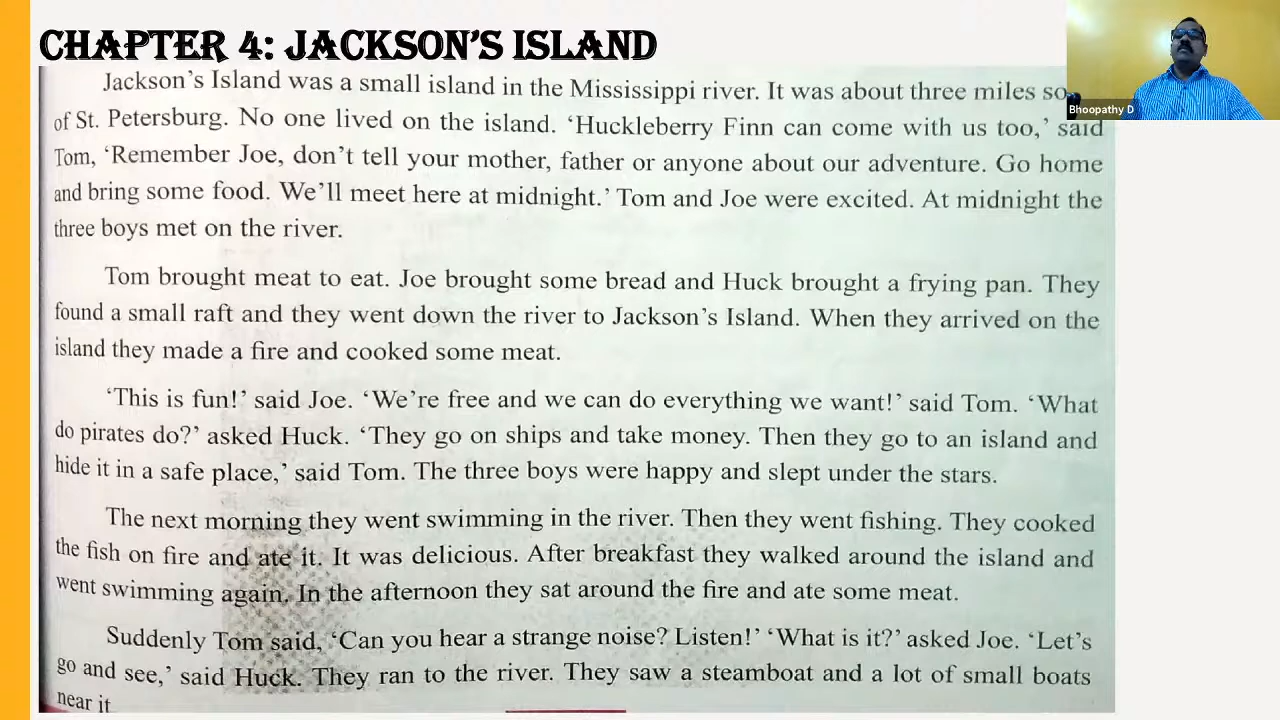 CHAPTER 4: JACKSON'S ISLAND
Jackson's Island was a small island in the Mississippi river. It was about three miles so
Bhoopathy D
of St. Petersburg. No one lived on the island. 'Huckleberry Finn can come with us too,' said
Tom, 'Remember Joe, don't tell your mother, father or anyone about our adventure. Go home
and bring some food. We'll meet here at midnight.' Tom and Joe were excited. At midnight the
three boys met on the river.
Tom brought meat to eat. Joe brought some bread and Huck brought a frying pan. They
found a small raft and they went down the river to Jackson's Island. When they arrived on the
island they made a fire and cooked some meat.
'This is fun!' said Joe. 'We're free and we can do everything we want!' said Tom. 'What
do pirates do?' asked Huck. 'They go on ships and take money. Then they go to an island and
hide it in a safe place,' said Tom. The three boys were happy and slept under the stars.
The next morning they went swimming in the river. Then they went fishing. They cooked
the fish on fire and ate it. It was delicious. After breakfast they walked around the island and
went swimming again. In the afternoon they sat around the fire and ate some meat.
Suddenly Tom said, 'Can you hear a strange noise? Listen!' 'What is it?' asked Joe. 'Let's
go and see,' said Huck. They ran to the river. They saw a steamboat and a lot of small boats
near it